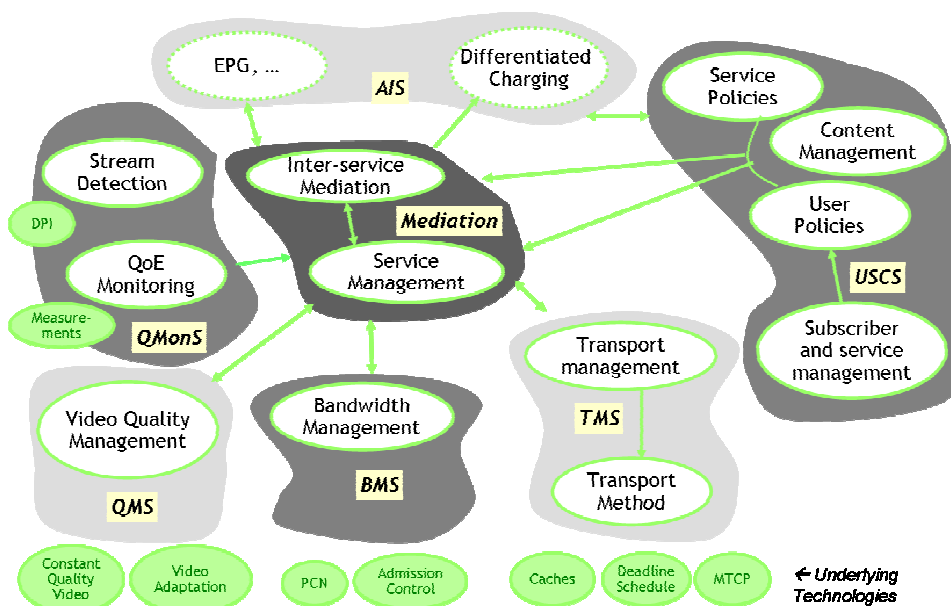 EPG, ...
Differentiated
Charging
AIS
Service
Policies
Content
Management
User
Policies
USCS
Subscriber
and service
management
Stream
Detection
DPI
QoE
Monitoring
Measure-
ments
QMonS
Inter-service
Mediation
Mediation
Service
Management
Video Quality
Management
QMS
Bandwidth
Management
BMS
Transport
management
TMS
Transport
Method
Constant
Quality
Video
Video
Adaptation
PCN
Admission
Control
Caches
Deadline
Schedule
MTCP
← Underlying
Technologies